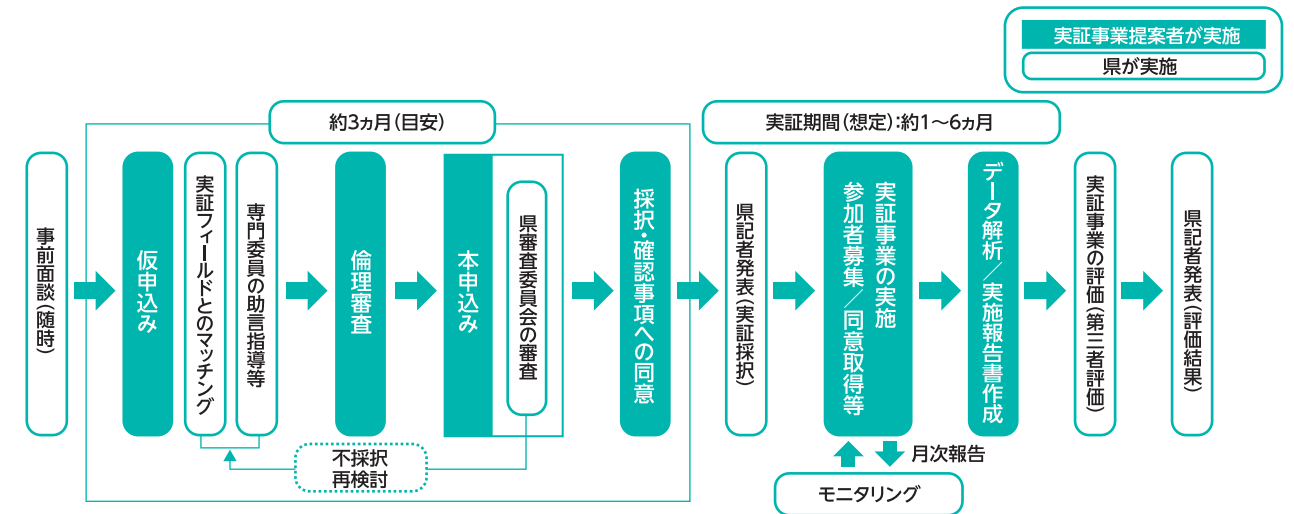 実証事業提案者が実施
県が実施
約3ヵ月(目安)
実証期間(想定):約1〜6ヵ月
事前面談(随時)
仮申込み
実証フィールドとのマッチング
専門委員の助言指導等
倫理審査
本申込み
県審査委員会の審査
採択・確認事項への同意
県記者発表(実証採択)
実証事業の実施
参加者募集/同意取得等
データ解析/実施報告書作成
実証事業の評価(第三者評価)
県記者発表(評価結果)
不採択
再検討
月次報告
モニタリング